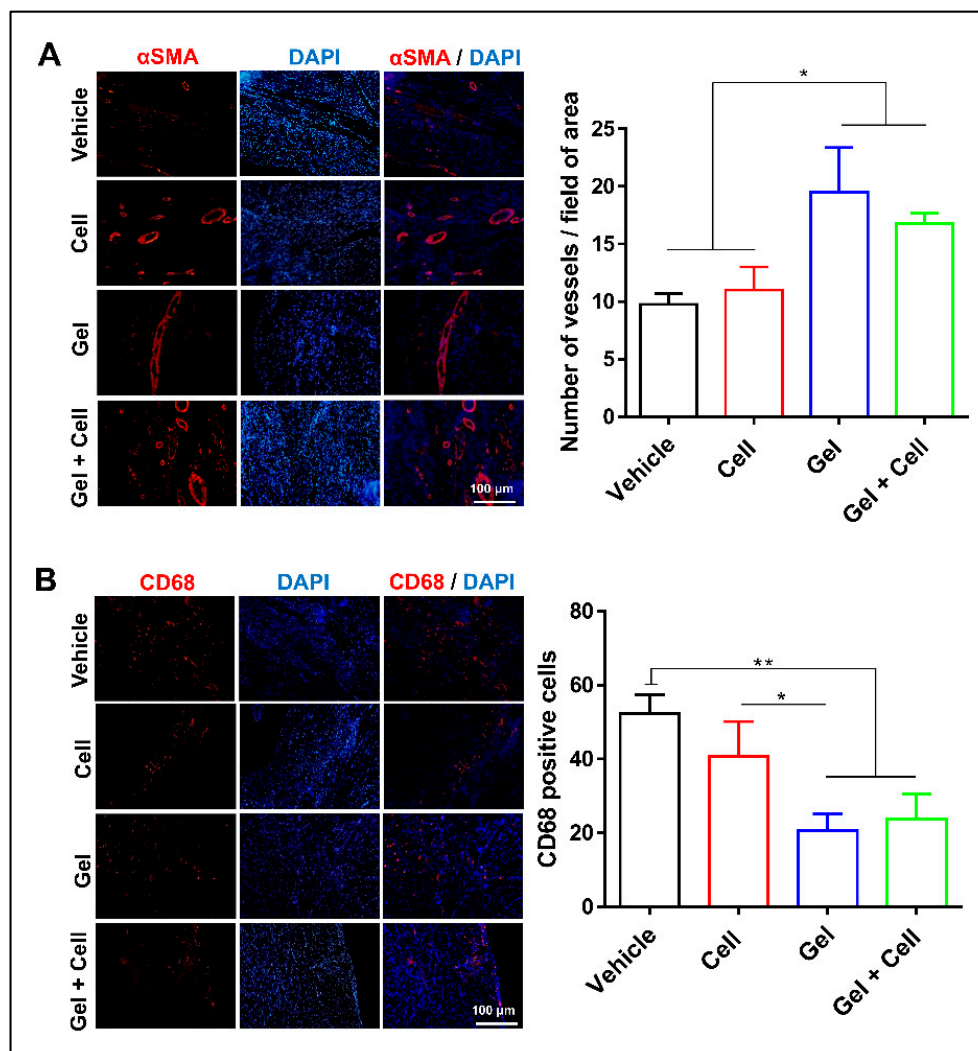 A
αSMA
DAPI
αSMA / DAPI
Vehicle
Cell
Gel
Gel + Cell
100 µm
Number of vessels / field of area
25
20
15
10
5
0
*
Vehicle
Cell
Gel
Gel + Cell
B
CD68
DAPI
CD68 / DAPI
Vehicle
Cell
Gel
Gel + Cell
100 µm
CD68 positive cells
80
60
40
20
0
**
*
Vehicle
Cell
Gel
Gel + Cell